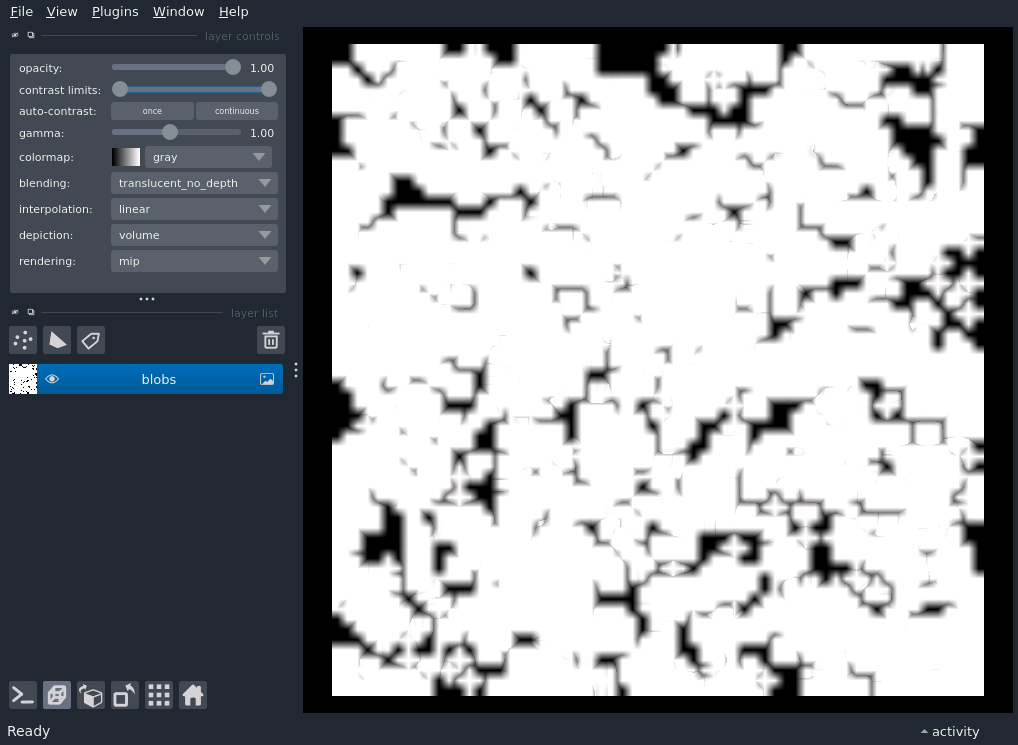 File View Plugins Window Help
layer controls
opacity: 1.00
contrast limits:
auto-contrast: once continuous
gamma: 1.00
colormap: gray
blending: translucent_no_depth
interpolation: linear
depiction: volume
rendering: mip
layer list
blobs
Ready activity